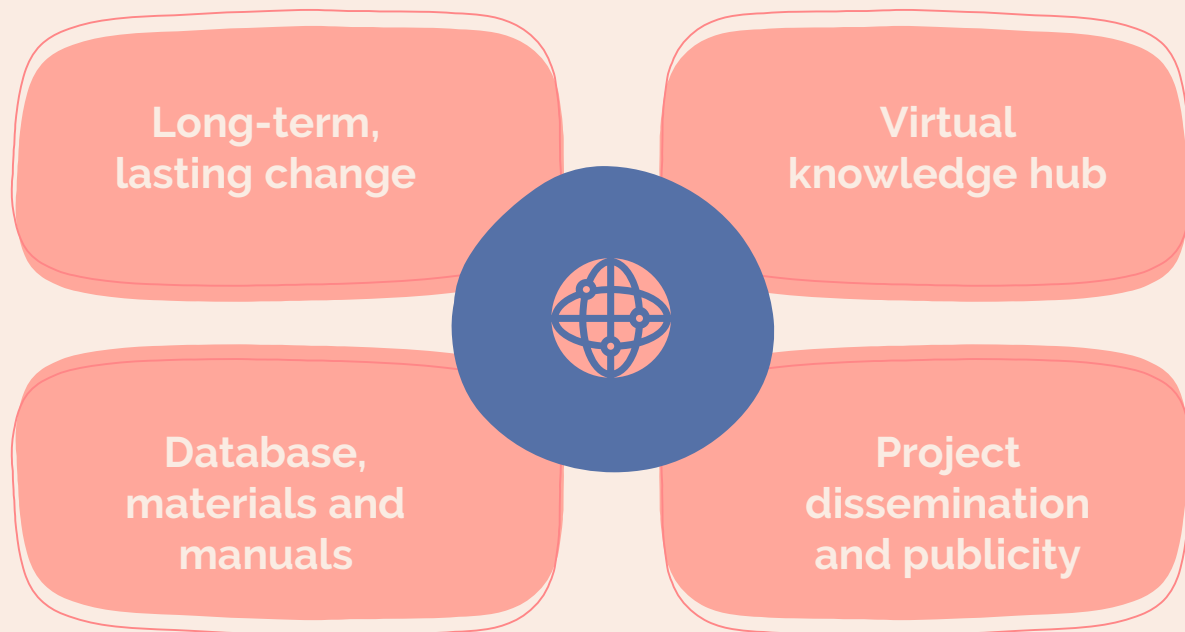 Long-term,
lasting change
Virtual
knowledge hub
Database,
materials and
manuals
Project
dissemination
and publicity